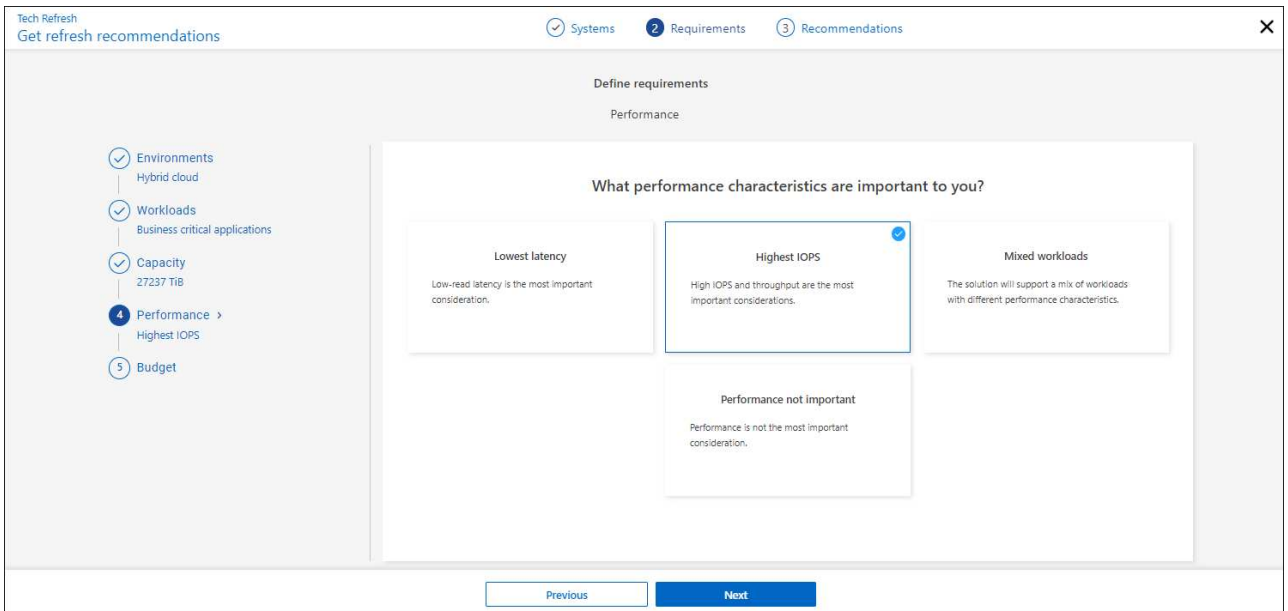 Tech Refresh
Get refresh recommendations
Systems
2 Requirements
3 Recommendations
Define requirements
Performance
Environments
Hybrid cloud
Workloads
Business critical applications
Capacity
27237 TiB
4 Performance >
Highest IOPS
5 Budget
What performance characteristics are important to you?
Lowest latency
Low-read latency is the most important
consideration.
Highest IOPS
High IOPS and throughput are the most
important considerations.
Mixed workloads
The solution will support a mix of workloads
with different performance characteristics.
Performance not important
Performance is not the most important
consideration.
Previous
Next